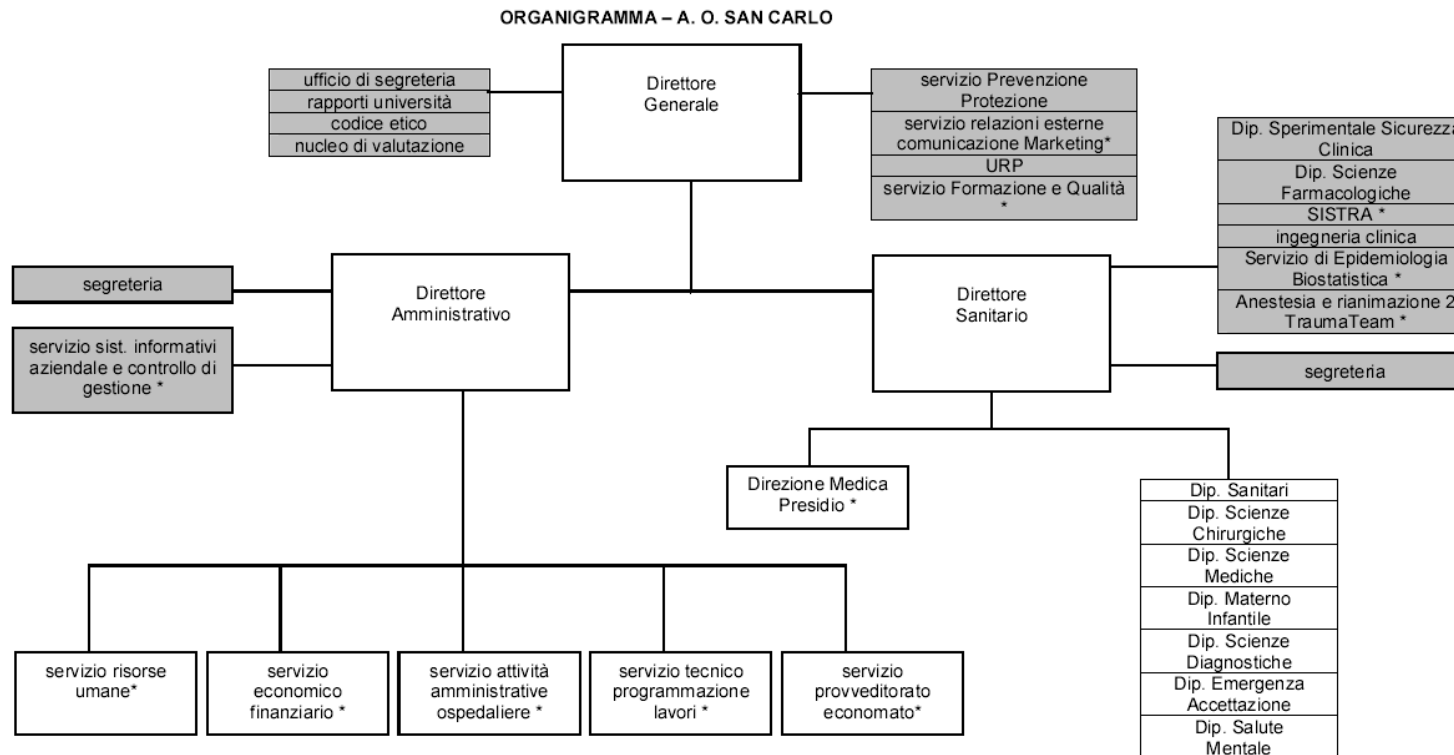 ORGANIGRAMMA – A. O. SAN CARLO
Direttore
Generale
ufficio di segreteria
rapporti università
codice etico
nucleo di valutazione
servizio Prevenzione
Protezione
servizio relazioni esterne
comunicazione Marketing*
URP
servizio Formazione e Qualità
*
Dip. Sperimentale Sicurezza
Clinica
Dip. Scienze
Farmacologiche
SISTRA *
ingegneria clinica
Servizio di Epidemiologia
Biostatistica *
Anestesia e rianimazione 2
TraumaTeam *
segreteria
segreteria
servizio sist. informativi
aziendale e controllo di
gestione *
Direttore
Amministrativo
Direttore
Sanitario
Direzione Medica
Presidio *
Dip. Sanitari
Dip. Scienze
Chirurgiche
Dip. Scienze
Mediche
Dip. Materno
Infantile
Dip. Scienze
Diagnostiche
Dip. Emergenza
Accettazione
Dip. Salute
Mentale
servizio risorse
umane*
servizio
economico
finanziario *
servizio attività
amministrative
ospedaliere *
servizio tecnico
programmazione
lavori *
servizio
provveditorato
economato*